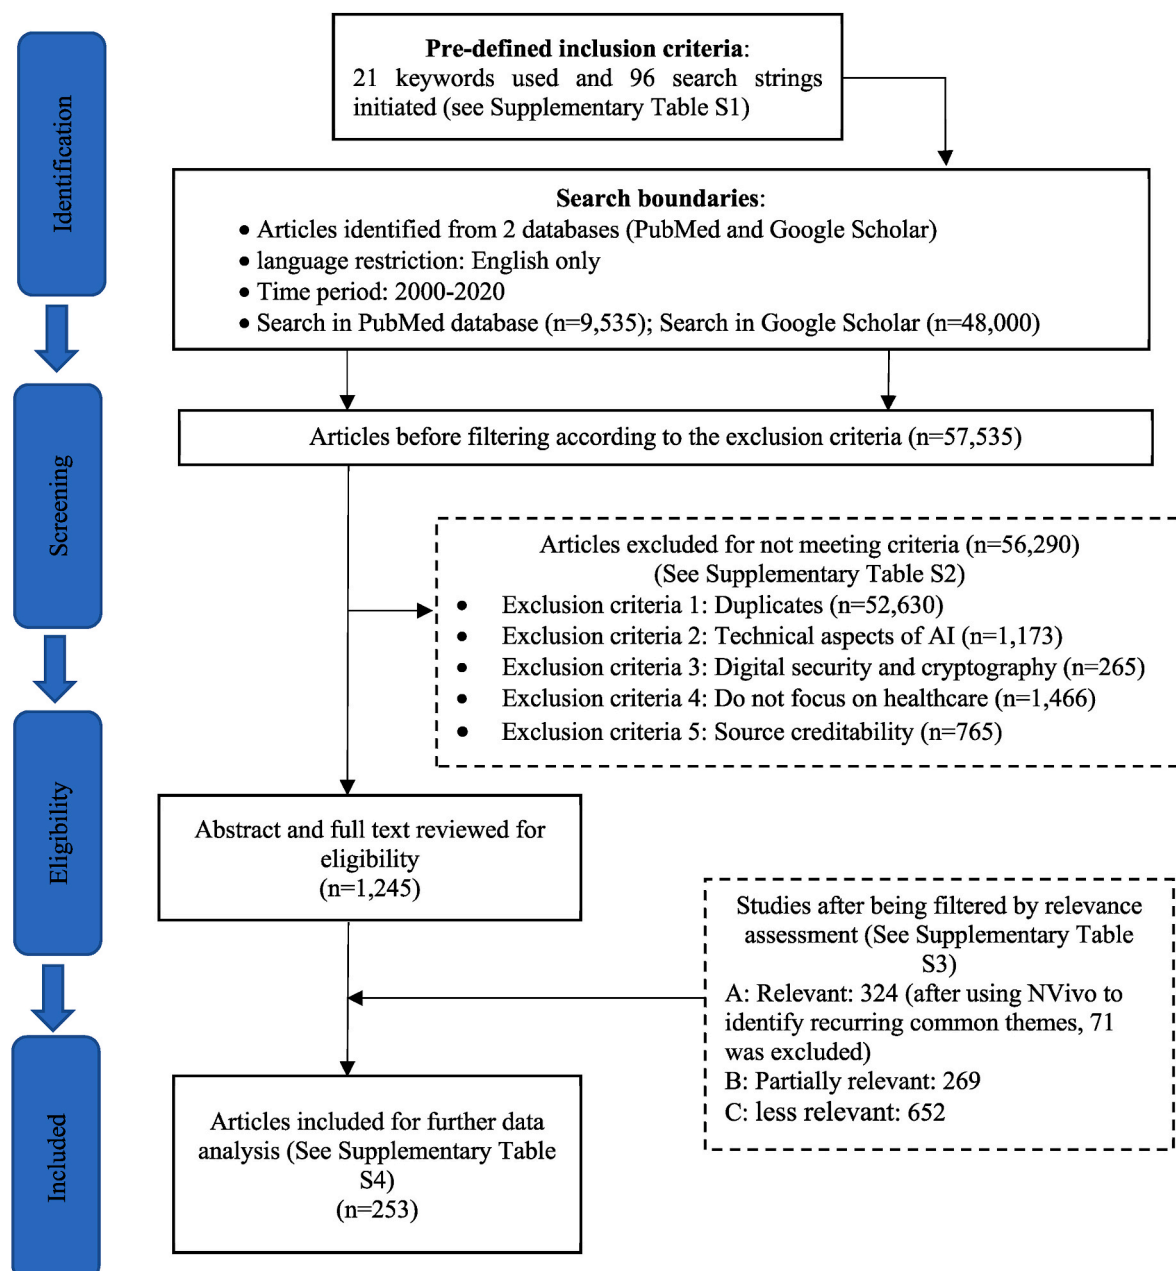 Identification
Pre-defined inclusion criteria:
21 keywords used and 96 search strings
initiated (see Supplementary Table S1)
Search boundaries:
• Articles identified from 2 databases (PubMed and Google Scholar)
• language restriction: English only
• Time period: 2000-2020
• Search in PubMed database (n=9,535); Search in Google Scholar (n=48,000)
Screening
Articles before filtering according to the exclusion criteria (n=57,535)
Articles excluded for not meeting criteria (n=56,290)
(See Supplementary Table S2)
• Exclusion criteria 1: Duplicates (n=52,630)
• Exclusion criteria 2: Technical aspects of AI (n=1,173)
• Exclusion criteria 3: Digital security and cryptography (n=265)
• Exclusion criteria 4: Do not focus on healthcare (n=1,466)
• Exclusion criteria 5: Source creditability (n=765)
Eligibility
Abstract and full text reviewed for
eligibility
(n=1,245)
Studies after being filtered by relevance
assessment (See Supplementary Table
S3)
A: Relevant: 324 (after using NVivo to
identify recurring common themes, 71
was excluded)
B: Partially relevant: 269
C: less relevant: 652
Included
Articles included for further data
analysis (See Supplementary Table
S4)
(n=253)